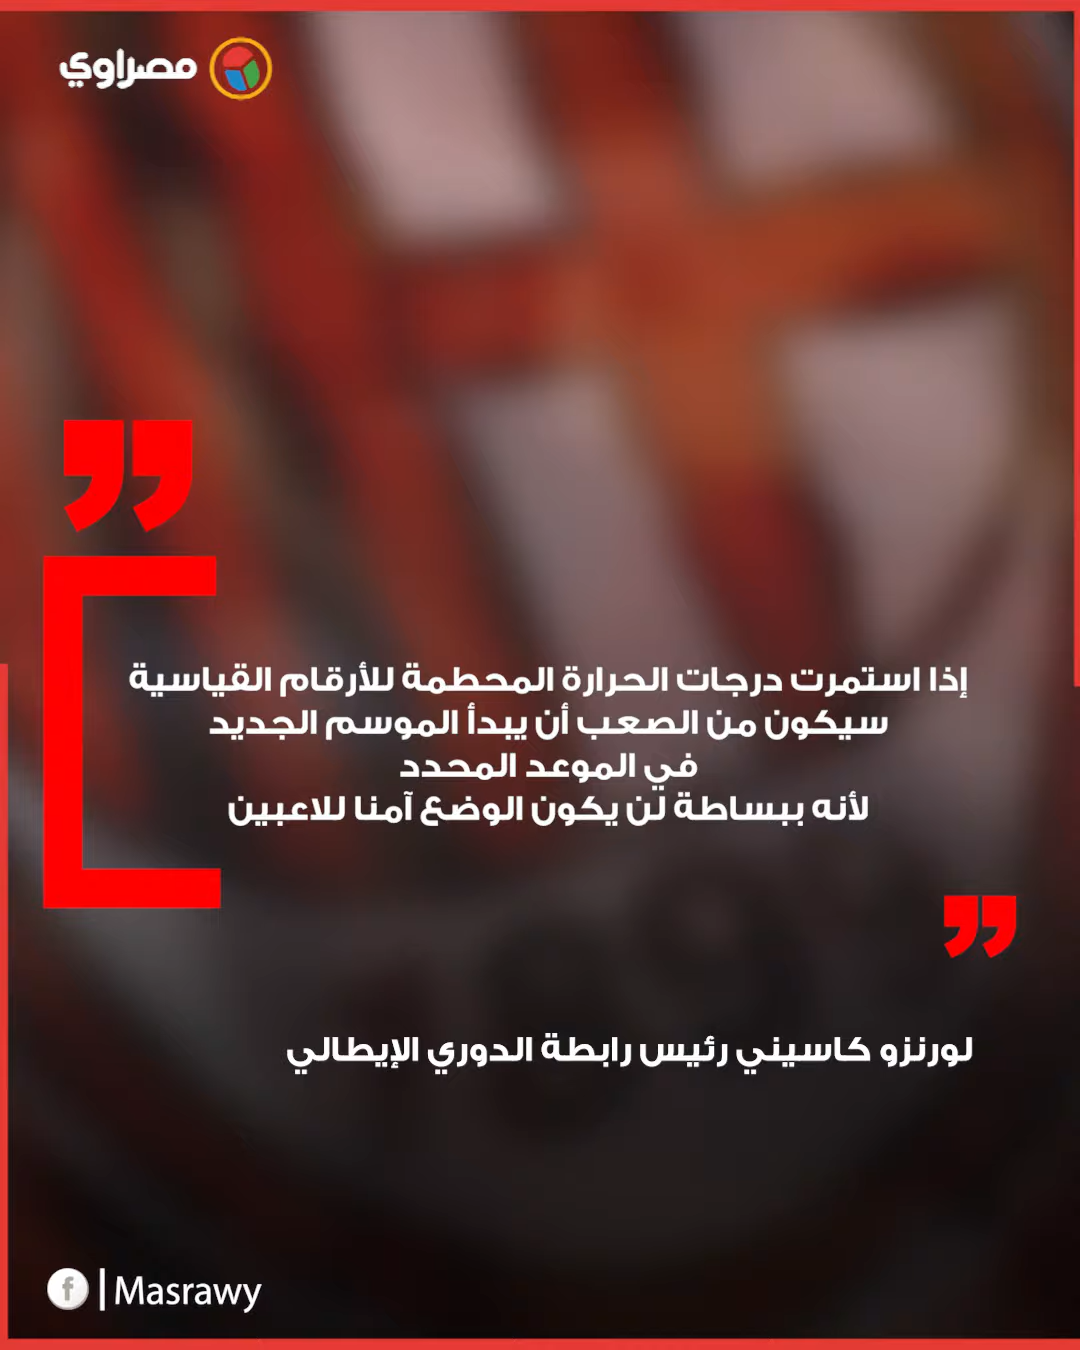 مصراوي
إذا استمرت درجات الحرارة المحطمة للأرقام القياسية
سيكون من الصعب أن يبدأ الموسم الجديد
في الموعد المحدد
لأنه ببساطة لن يكون الوضع آمنا للاعبين
لورنزو كاسيني رئيس رابطة الدوري الإيطالي
f | Masrawy